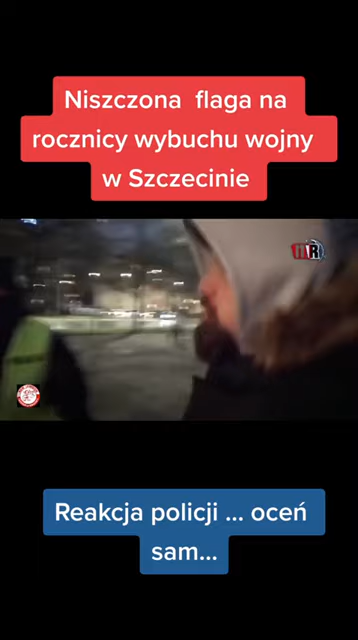 Niszczona flaga na
rocznicy wybuchu wojny
w Szczecinie
Reakcja policji ... oceń
sam...